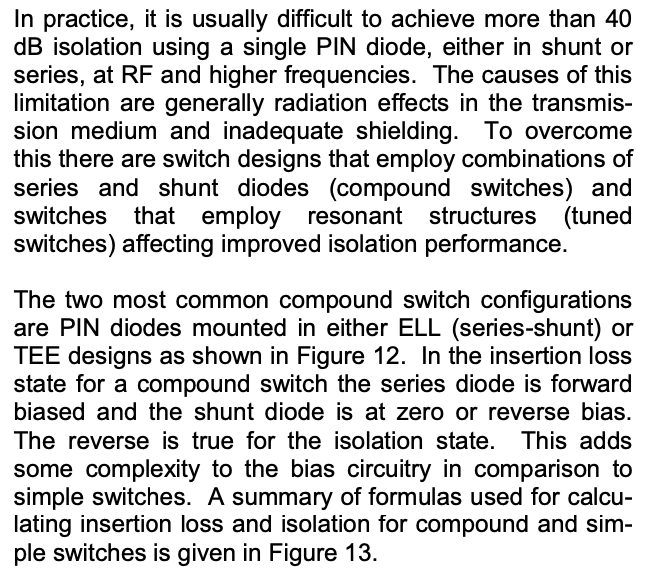 In practice, it is usually difficult to achieve more than 40
dB isolation using a single PIN diode, either in shunt or
series, at RF and higher frequencies. The causes of this
limitation are generally radiation effects in the transmis-
sion medium and inadequate shielding. To overcome
this there are switch designs that employ combinations of
series and shunt diodes (compound switches) and
switches that employ resonant structures (tuned
switches) affecting improved isolation performance.

The two most common compound switch configurations
are PIN diodes mounted in either ELL (series-shunt) or
TEE designs as shown in Figure 12. In the insertion loss
state for a compound switch the series diode is forward
biased and the shunt diode is at zero or reverse bias.
The reverse is true for the isolation state. This adds
some complexity to the bias circuitry in comparison to
simple switches. A summary of formulas used for calcu-
lating insertion loss and isolation for compound and sim-
ple switches is given in Figure 13.